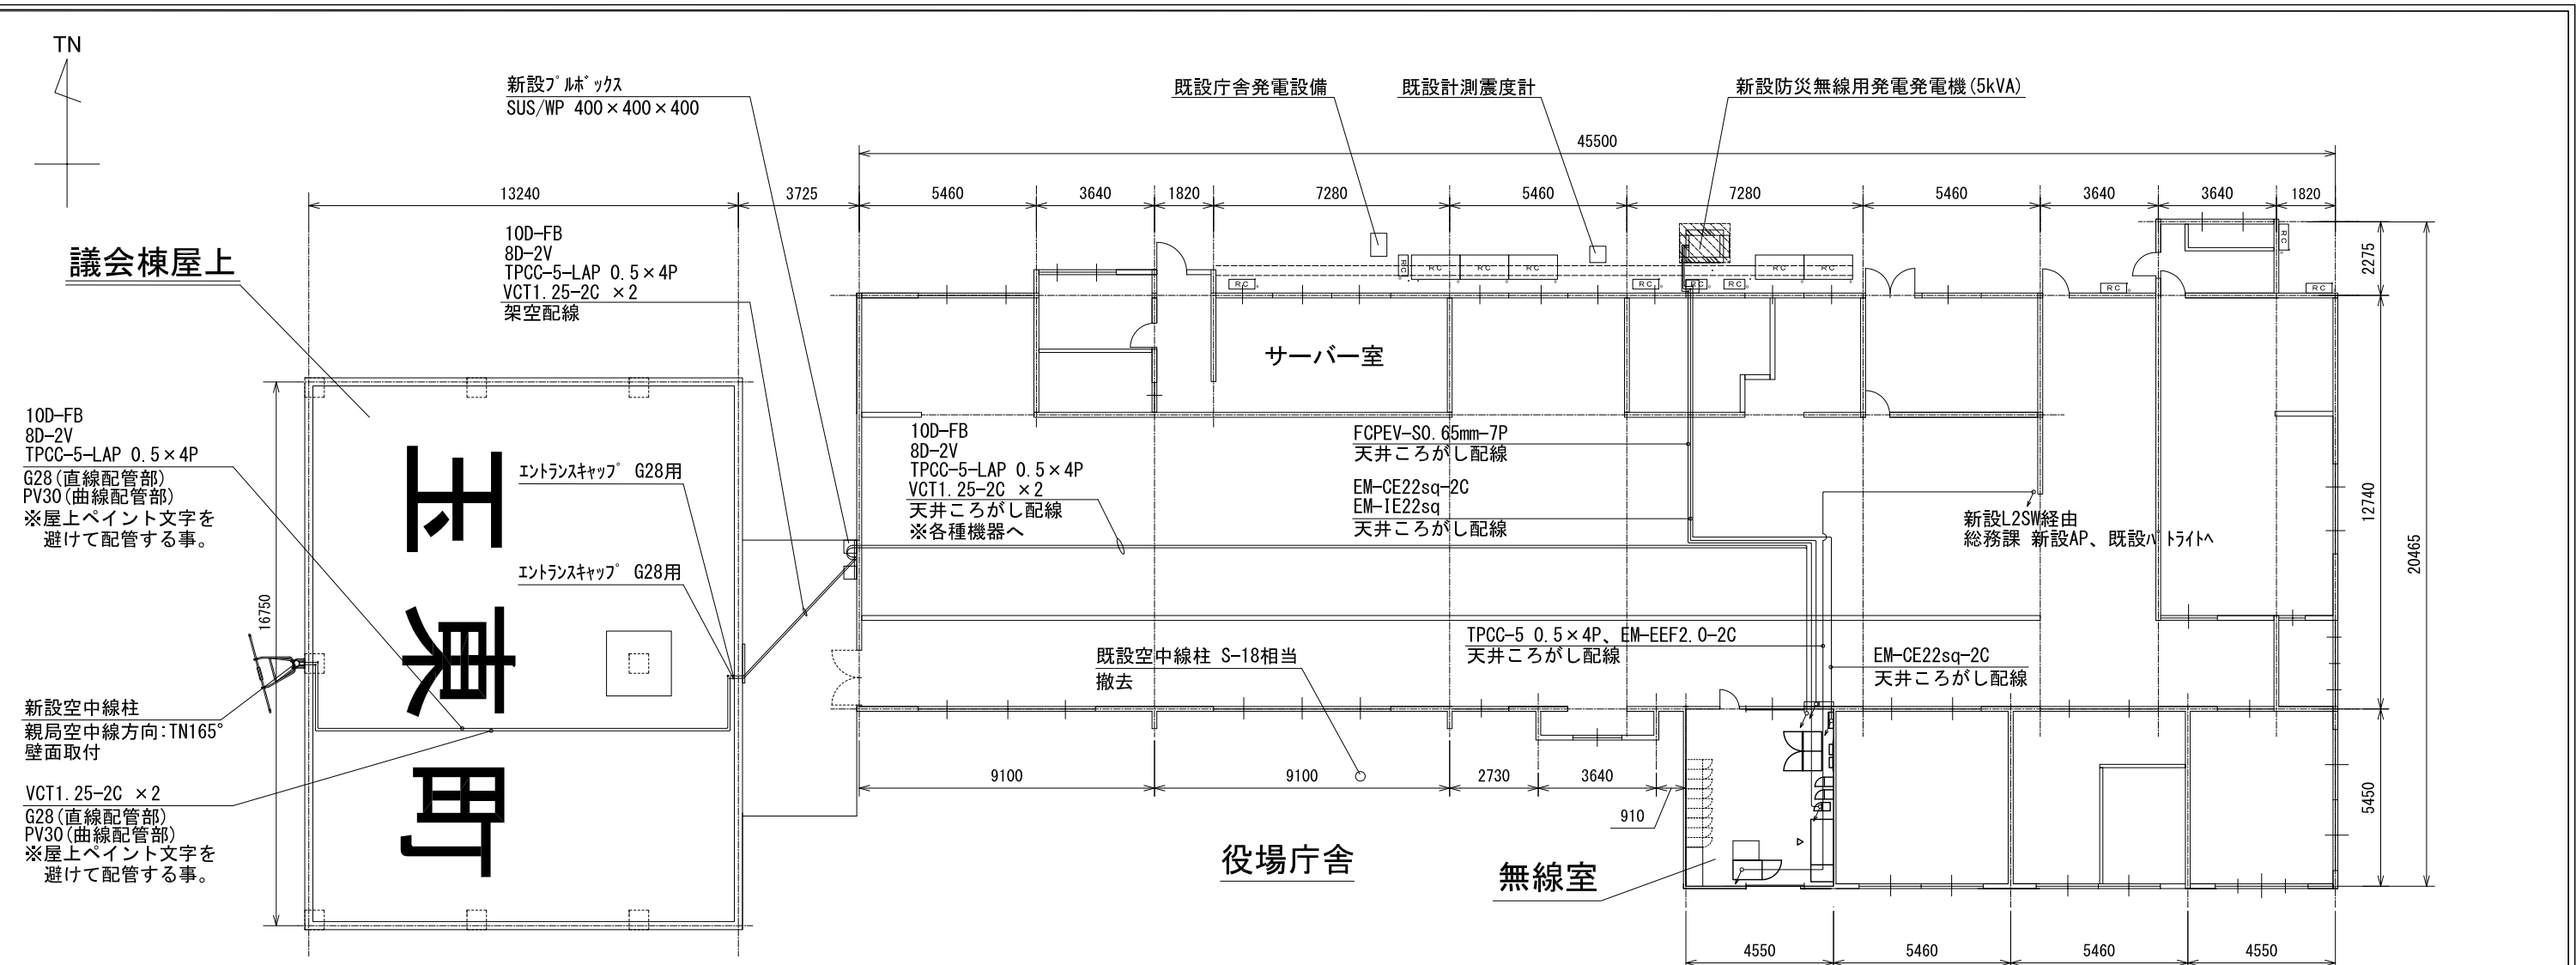 TN
新設プルボックス
SUS/WP 400×400×400
既設庁舎発電設備
既設計測震度計
新設防災無線用発電発電機(5kVA)
45500
13240
3725
5460
3640
1820
7280
5460
7280
5460
3640
3640
1820
議会棟屋上
10D-FB
8D-2V
TPCC-5-LAP 0.5×4P
VCT1.25-2C ×2
架空配線
RC
RC
RC
RC
RC
RC
RC
RC
RC
RC
RC
RC
RC
2275
サーバー室
10D-FB
8D-2V
TPCC-5-LAP 0.5×4P
G28(直線配管部)
PV30(曲線配管部)
※屋上ペイント文字を
避けて配管する事。
玉東町
エントランスキャップ G28用
エントランスキャップ G28用
10D-FB
8D-2V
TPCC-5-LAP 0.5×4P
VCT1.25-2C ×2
天井ころがし配線
※各種機器へ
FCPEV-S0.65mm-7P
天井ころがし配線
EM-CE22sq-2C
EM-IE22sq
天井ころがし配線
新設L2SW経由
総務課 新設AP、既設パトライトへ
12740
20465
16750
既設空中線柱 S-18相当
撤去
TPCC-5 0.5×4P、EM-EEF2.0-2C
天井ころがし配線
EM-CE22sq-2C
天井ころがし配線
新設空中線柱
親局空中線方向:TN165°
壁面取付
VCT1.25-2C ×2
G28(直線配管部)
PV30(曲線配管部)
※屋上ペイント文字を
避けて配管する事。
9100
9100
2730
3640
910
5450
役場庁舎
無線室
4550
5460
5460
4550